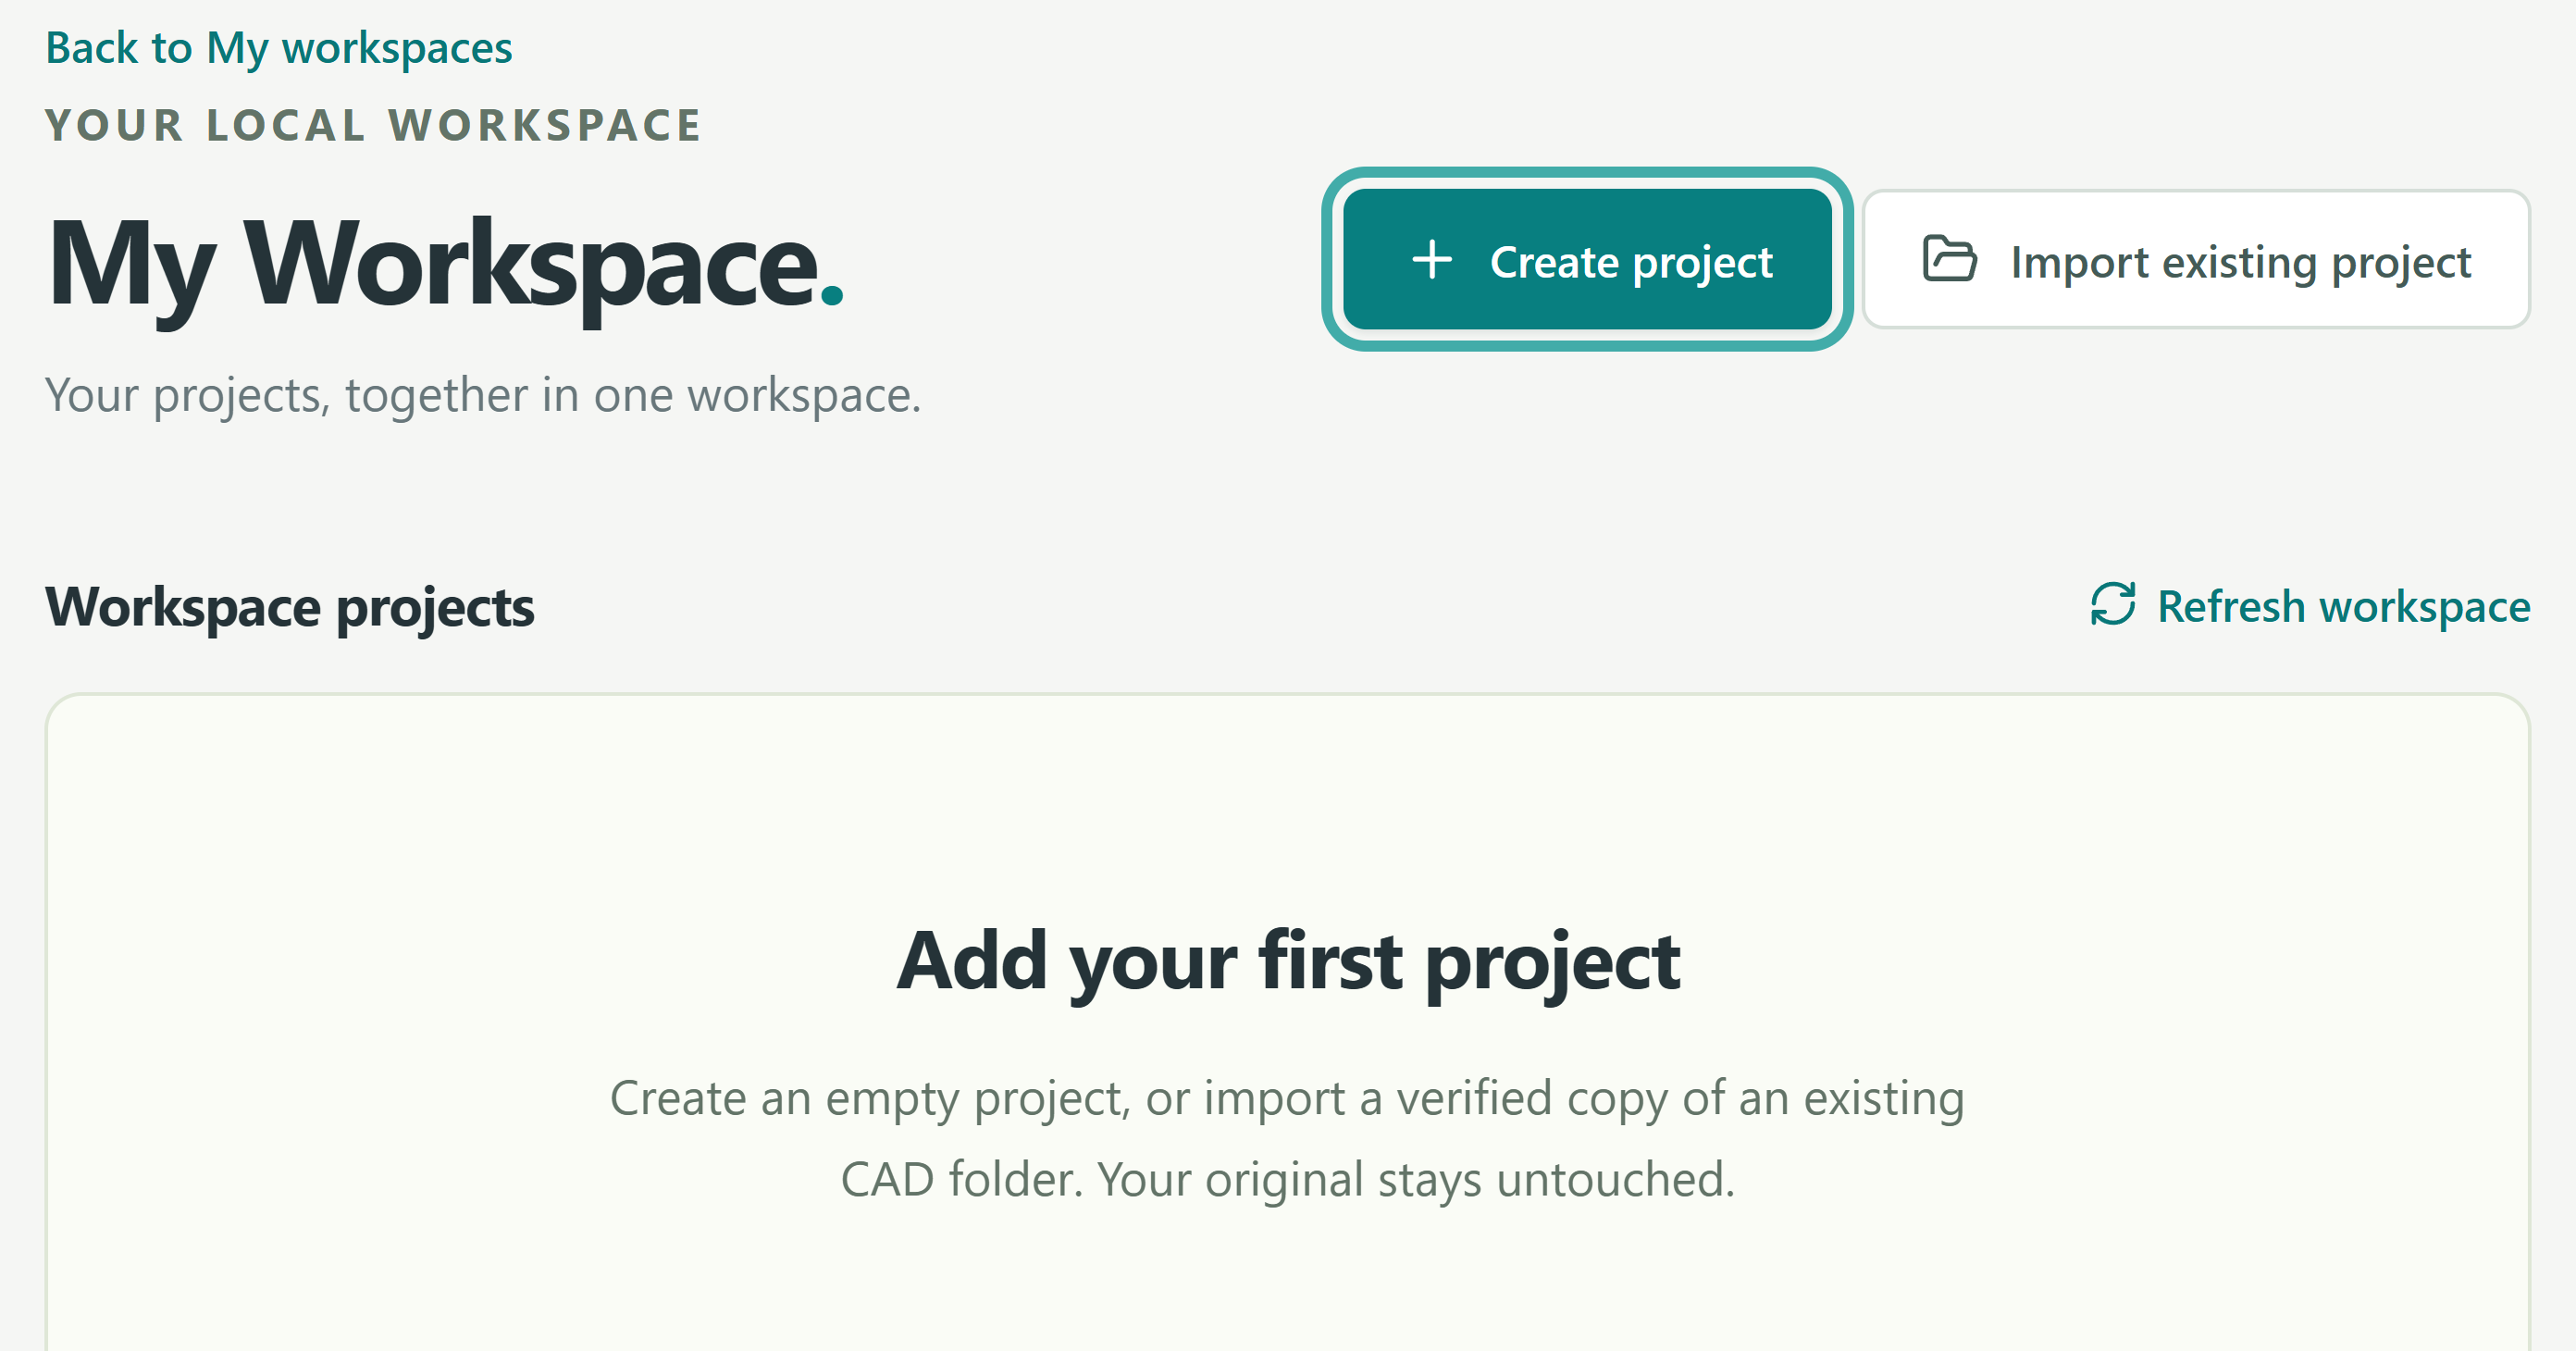 Back to My workspaces
YOUR LOCAL WORKSPACE
My Workspace.
Create project
Import existing project
Your projects, together in one workspace.
Workspace projects
Refresh workspace
Add your first project
Create an empty project, or import a verified copy of an existing
CAD folder. Your original stays untouched.